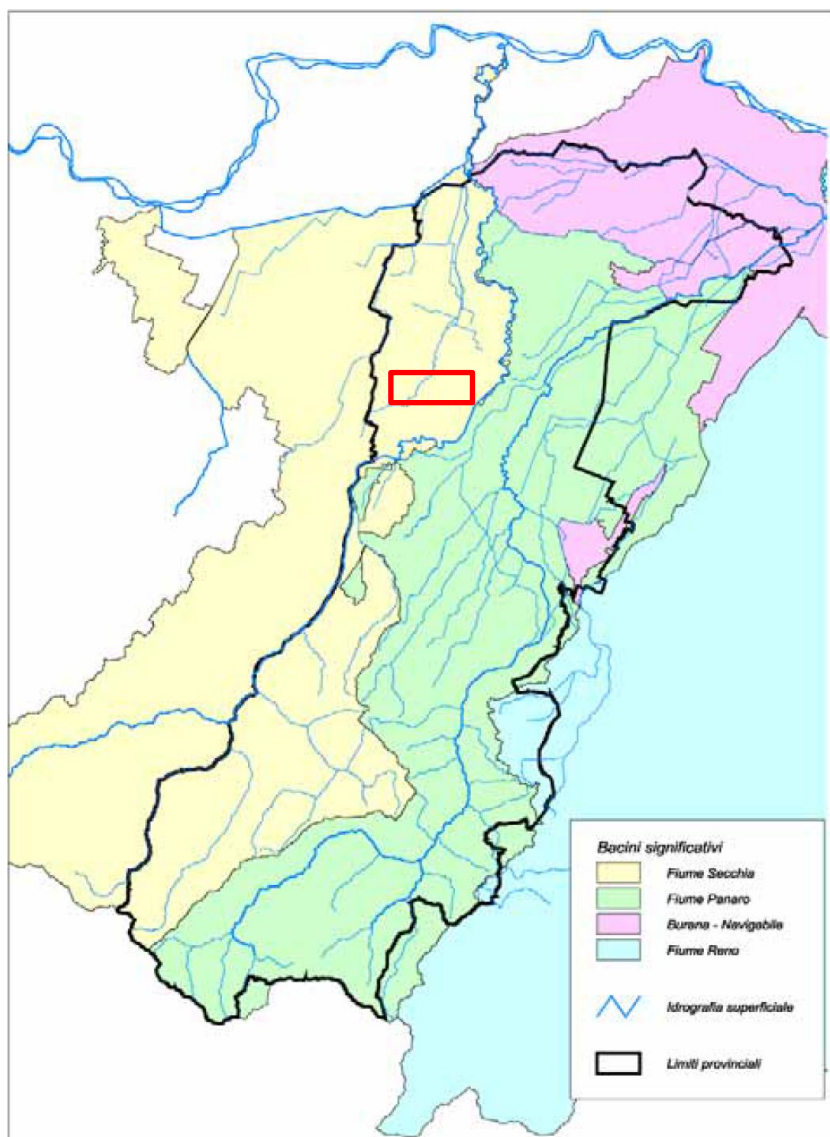 Bacini significativi
Fiume Secchia
Fiume Panaro
Burana - Navigabile
Fiume Reno
Idrografia superficiale
Limiti provinciali